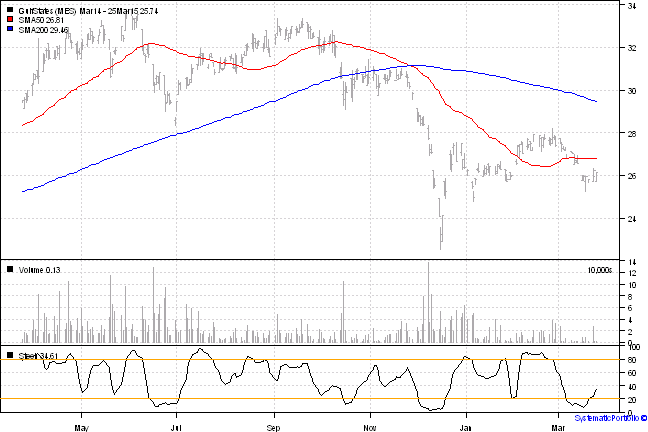 GulfStates (MES) Mar14 - 25Mar15 25.74
SMA50 26.81
SMA200 29.46
34
32
30
28
26
24
Volume 0.13
10,000s
14
12
10
8
6
4
2
0
100
80
60
40
20
0
May
Jul
Sep
Nov
Jan
Mar
SystematicPortfolio ©